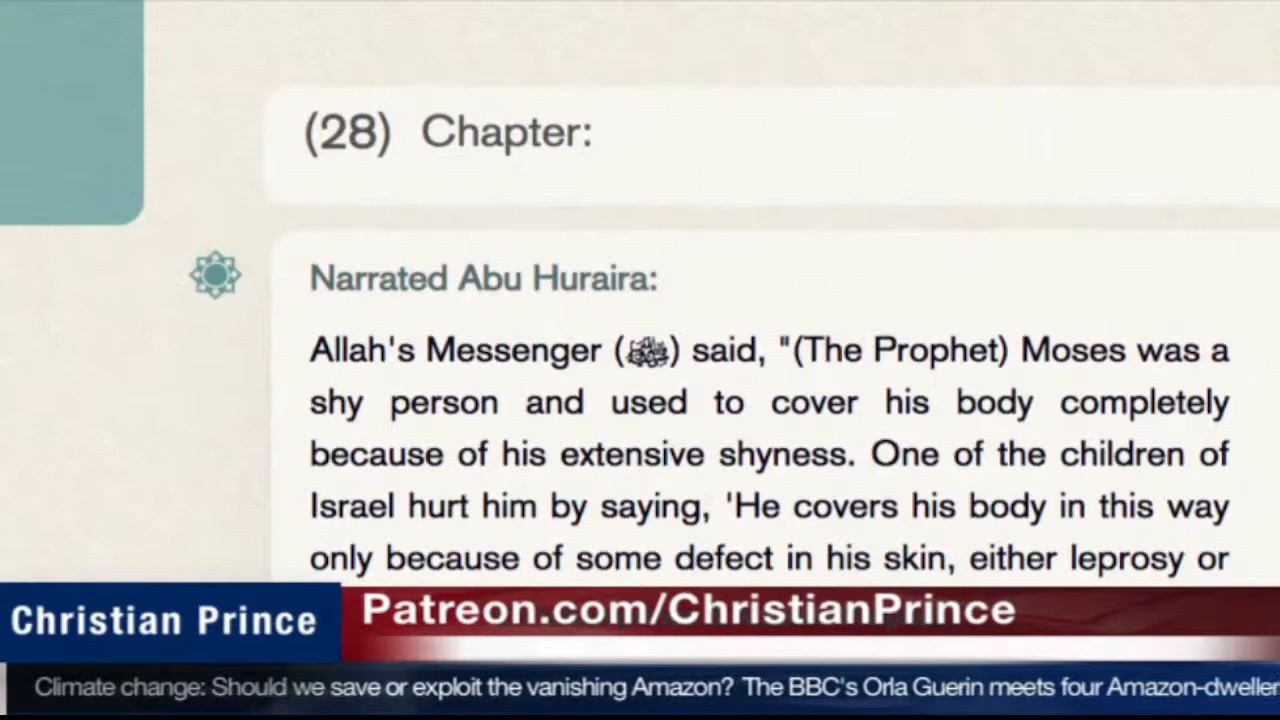 (28) Chapter:
Narrated Abu Huraira:
Allah's Messenger (ﷺ) said, "(The Prophet) Moses was a
shy person and used to cover his body completely
because of his extensive shyness. One of the children of
Israel hurt him by saying, 'He covers his body in this way
only because of some defect in his skin, either leprosy or
Christian Prince
Patreon.com/ChristianPrince
Climate change: Should we save or exploit the vanishing Amazon? The BBC's Orla Guerin meets four Amazon-dweller